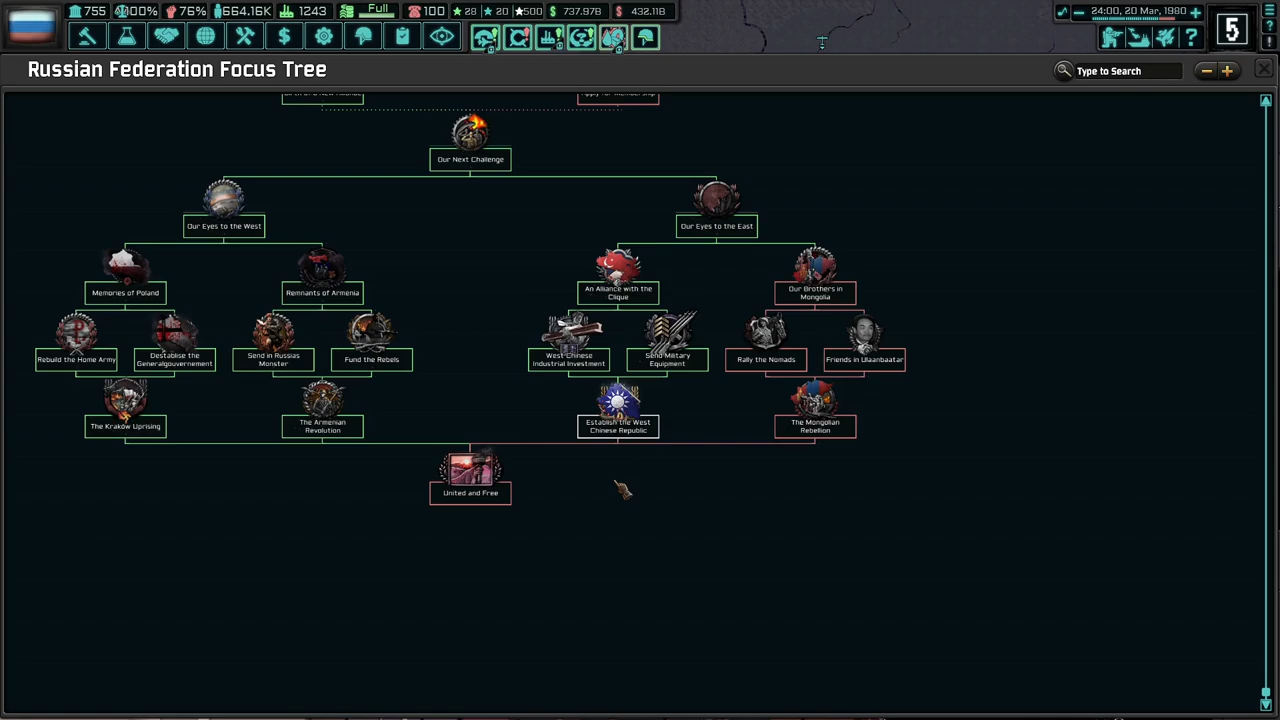 755 100% 76% 664.16K 1243 Full 100 28 20 500 $ 737.97B $ 432.11B
24:00, 20 Mar, 1980
5
Russian Federation Focus Tree
Type to Search
Our Next Challenge
Our Eyes to the West
Our Eyes to the East
Memories of Poland
Remnants of Armenia
An Alliance with the
Clique
Our Brothers in
Mongolia
Rebuild the Home Army
Destablise the
Generalgouvernement
Send in Russias
Monster
Fund the Rebels
West Chinese
Industrial Investment
Send Military
Equipment
Rally the Nomads
Friends in Ulaanbaatar
The Krakow Uprising
The Armenian
Revolution
Establish the West
Chinese Republic
The Mongolian
Rebellion
United and Free